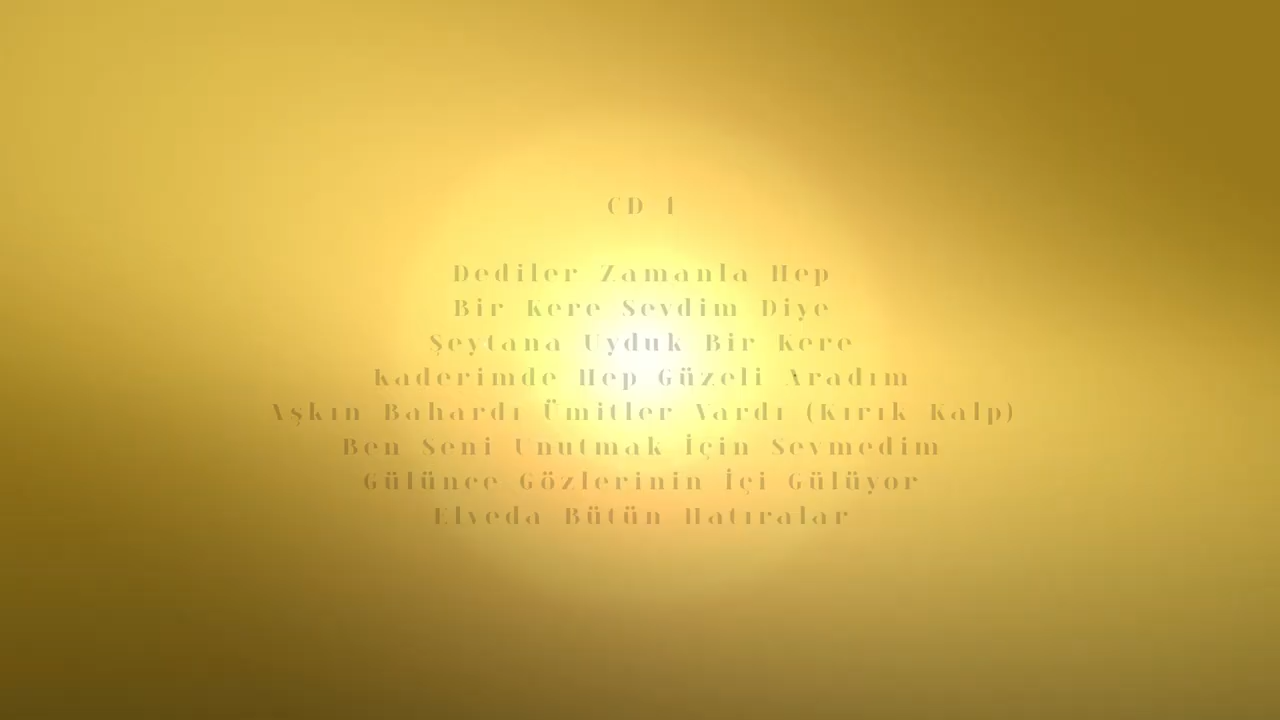 CD 1
Dediler Zamanla Hep
Bir Kere Sevdim Diye
Şeytana Uyduk Bir Kere
kaderimde Hep Güzeli Aradım
Aşkın Bahardı Ümitler Vardı (Kırık Kalp)
Ben Seni Unutmak İçin Sevmedim
Gülünce Gözlerinin İçi Gülüyor
Elveda Bütün Hatıralar